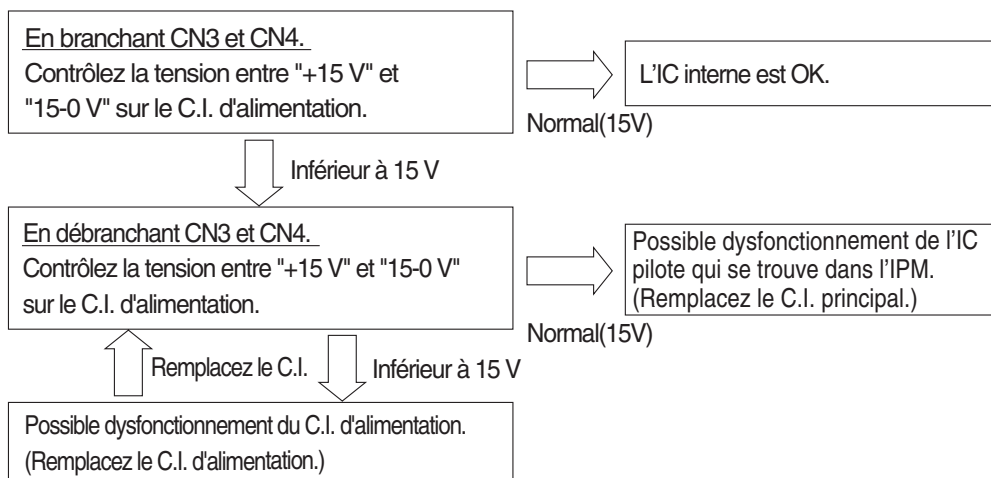 En branchant CN3 et CN4.
Contrôlez la tension entre "+15 V" et
"15-0 V" sur le C.I. d'alimentation.
Normal(15V)
L'IC interne est OK.
Inférieur à 15 V
En débranchant CN3 et CN4.
Contrôlez la tension entre "+15 V" et "15-0 V"
sur le C.I. d'alimentation.
Normal(15V)
Possible dysfonctionnement de l'IC
pilote qui se trouve dans l'IPM.
(Remplacez le C.I. principal.)
Remplacez le C.I.
Inférieur à 15 V
Possible dysfonctionnement du C.I. d'alimentation.
(Remplacez le C.I. d'alimentation.)